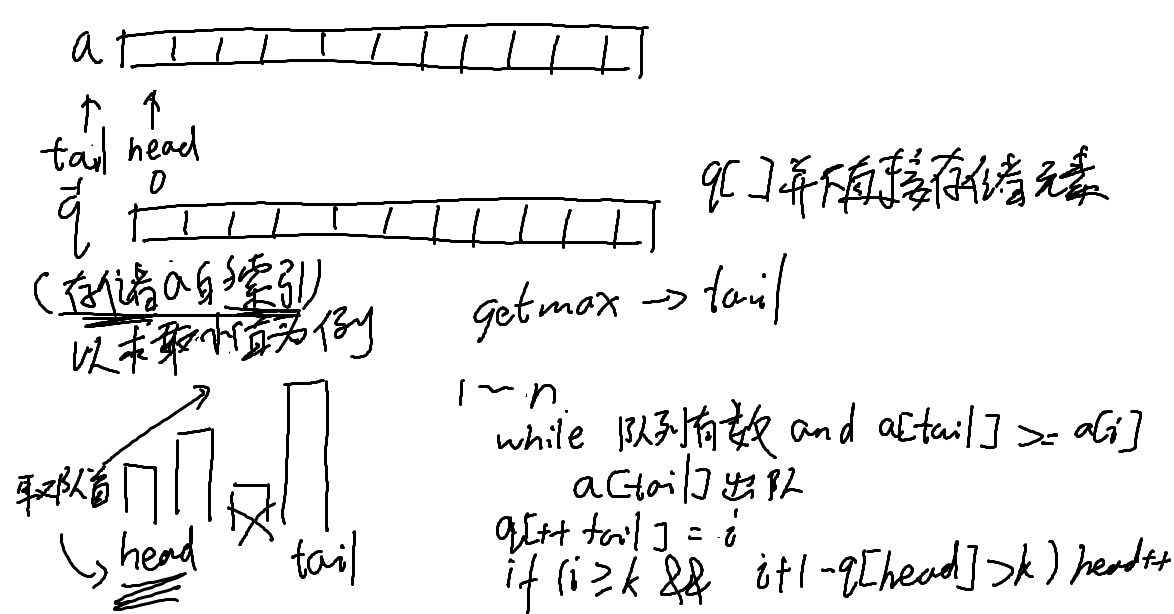 a
tail head
0
q
q[ ]并不直接存储着元素
(存储着a的索引)
以求最小值为例
getmax → tail
1~n
while 队列有数 and a[tail] >= a[i]
a[tail]出队
q[++tail] = i
if (i≥k && i+1-q[head]>k) head++
取队首
head
tail